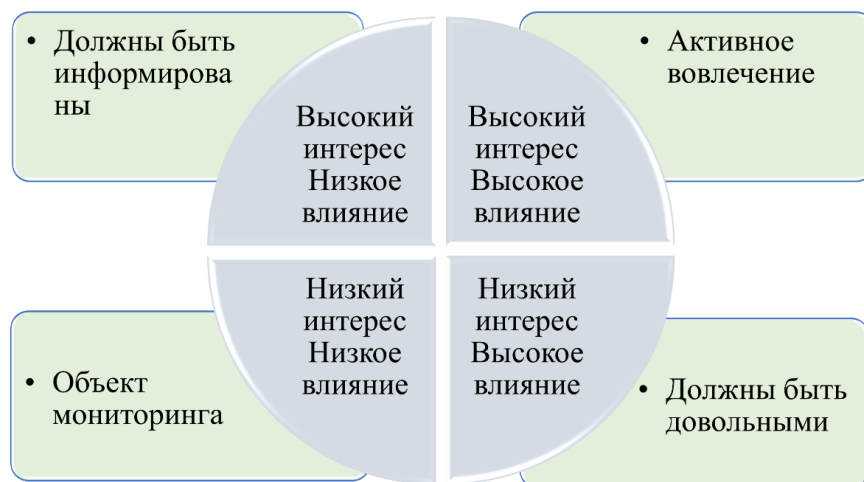 • Должны быть
информирова
ны
Высокий
интерес
Низкое
влияние
Высокий
интерес
Высокое
влияние
• Активное
вовлечение
• Объект
мониторинга
Низкий
интерес
Низкое
влияние
Низкий
интерес
Высокое
влияние
• Должны быть
довольными